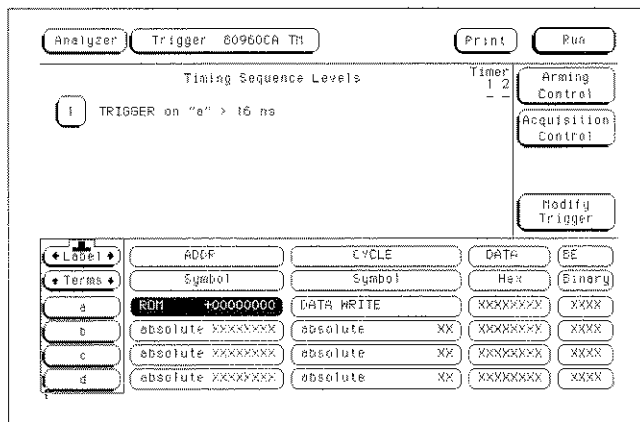 Analyzer Trigger 80960CA TM Print Run
Timing Sequence Levels
Timer
1 2
Arming Control
1 TRIGGER on "a" > 16 ns
- -
Acquisition Control
Modify Trigger
Label ADDR CYCLE DATA BE
Terms Symbol Symbol Hex Binary
a ROM +00000000 DATA WRITE XXXXXXXX XXXX
b absolute XXXXXXXX absolute XX XXXXXXXX XXXX
c absolute XXXXXXXX absolute XX XXXXXXXX XXXX
d absolute XXXXXXXX absolute XX XXXXXXXX XXXX